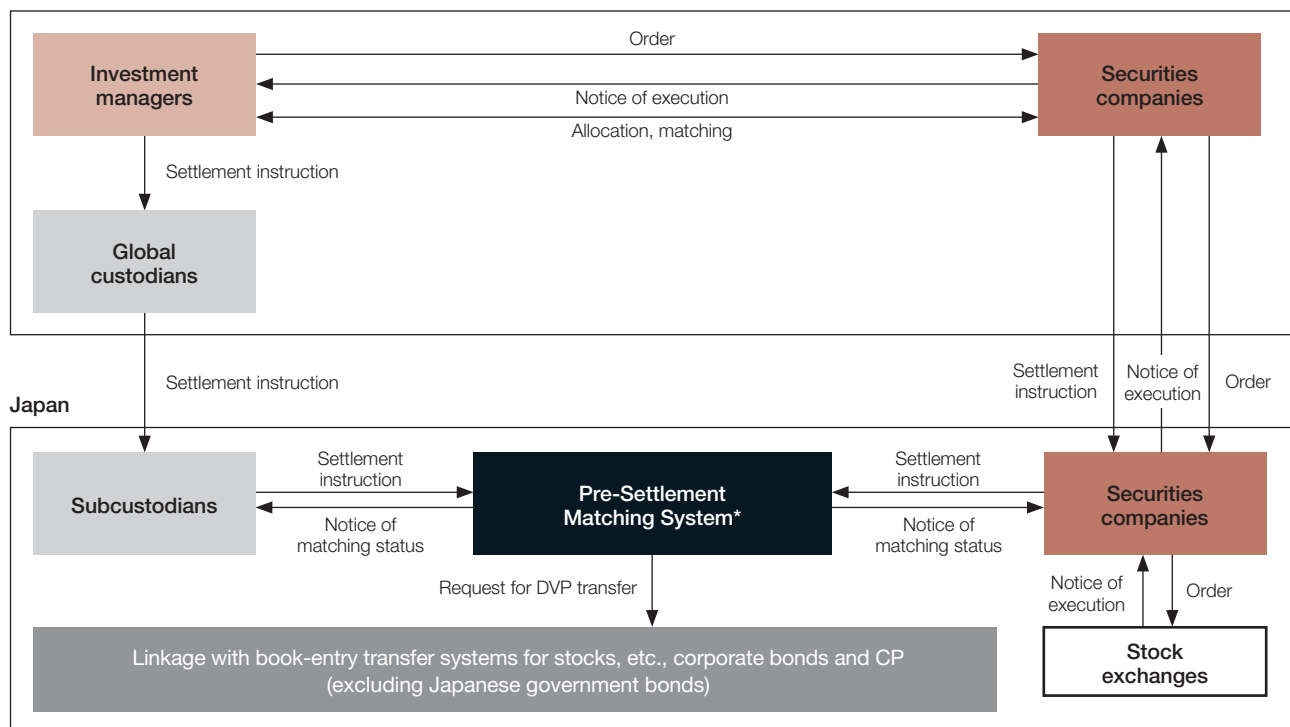 Order
Investment
managers
Securities
companies
Notice of execution
Allocation, matching
Settlement instruction
Global
custodians
Settlement instruction
Settlement
instruction
Notice of
execution
Order
Japan
Subcustodians
Settlement
instruction
Notice of
matching status
Pre-Settlement
Matching System*
Settlement
instruction
Notice of
matching status
Securities
companies
Request for DVP transfer
Notice of
execution
Order
Linkage with book-entry transfer systems for stocks, etc., corporate bonds and CP
(excluding Japanese government bonds)
Stock
exchanges